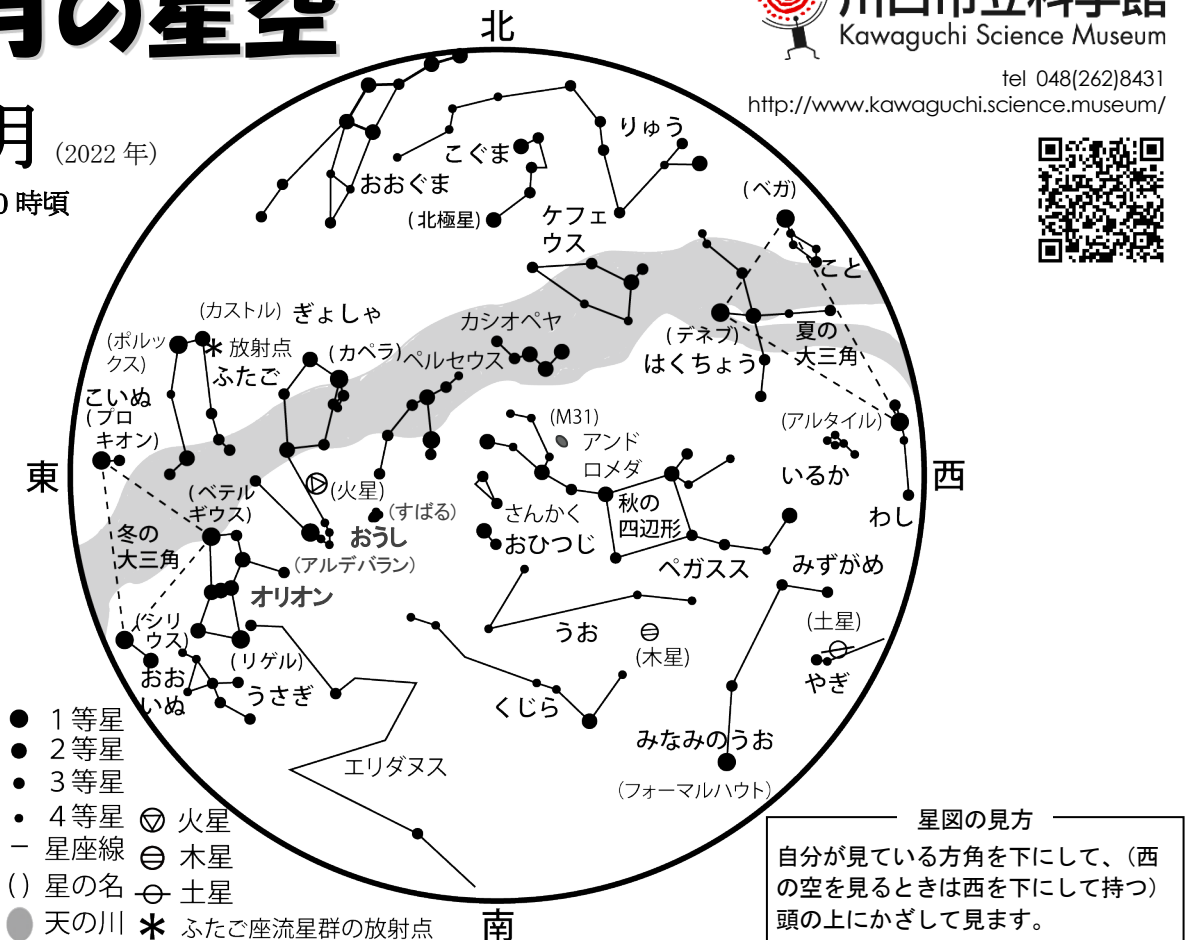 月の星空
北
川口市立科学館
Kawaguchi Science Museum
tel 048(262)8431
http://www.kawaguchi.science.museum/
月 (2022 年)
0 時頃
りゅう
こぐま
おおぐま
(ベガ)
(北極星)
ケフェ
ウス
こと
(カストル)
ぎょしゃ
カシオペヤ
(デネブ)
夏の
大三角
(ポルッ
クス)
放射点
(カペラ)
ペルセウス
はくちょう
ふたご
こいぬ
(プロ
キオン)
(M31)
アンド
ロメダ
(アルタイル)
いるか
東
西
(火星)
(ベテル
ギウス)
(すばる)
さんかく
秋の
四辺形
わし
冬の
大三角
おうし
おひつじ
(アルデバラン)
ペガスス
みずがめ
オリオン
(シリ
ウス)
うお
(木星)
(土星)
(リゲル)
おお
いぬ
うさぎ
くじら
やぎ
みなみのうお
エリダヌス
(フォーマルハウト)
１等星
２等星
３等星
４等星
火星
星座線
木星
() 星の名
土星
天の川
ふたご座流星群の放射点
南
星図の見方
自分が見ている方角を下にして、（西
の空を見るときは西を下にして持つ）
頭の上にかざして見ます。